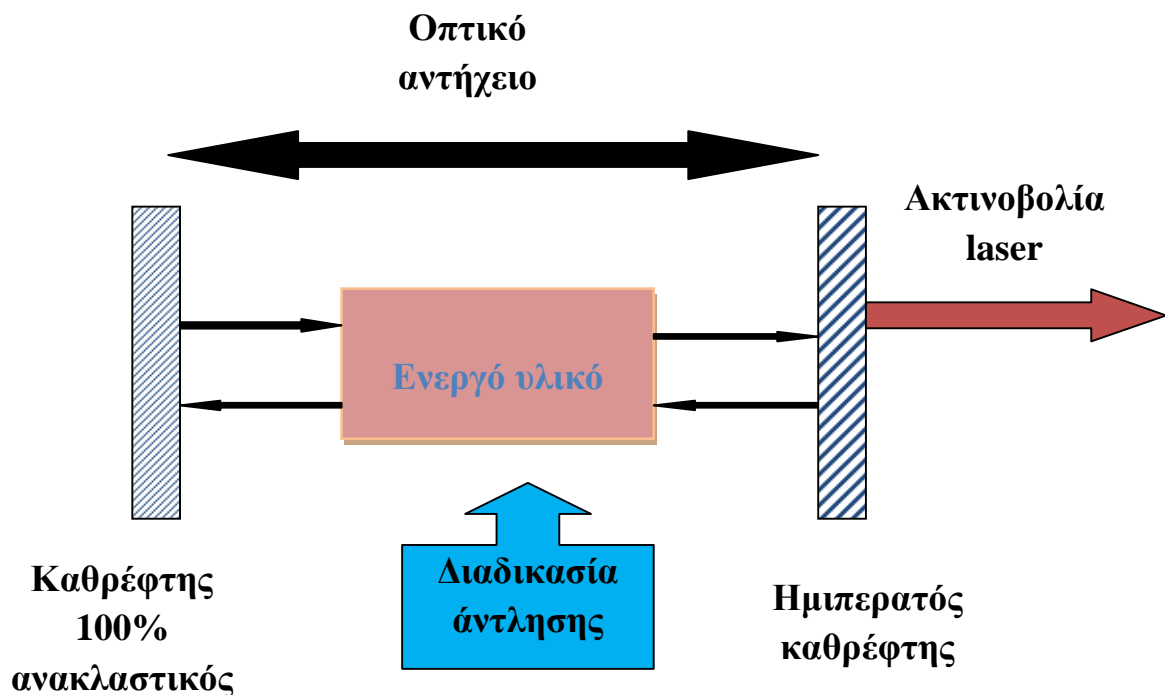 Οπτικό
αντήχειο
Ακτινοβολία
laser
Ενεργό υλικό
Καθρέφτης
100%
ανακλαστικός
Διαδικασία
άντλησης
Ημιπερατός
καθρέφτης